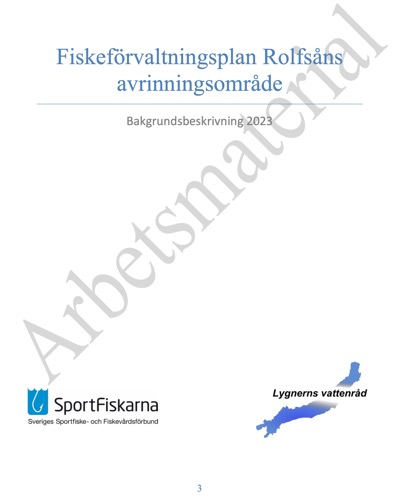 Fiskeförvaltningsplan Rolfsåns
avrinningsområde
Bakgrundsbeskrivning 2023
Arbetsmaterial
SportFiskarna
Sveriges Sportfiske- och Fiskevårdsförbund
Lygnerns vattenråd
3